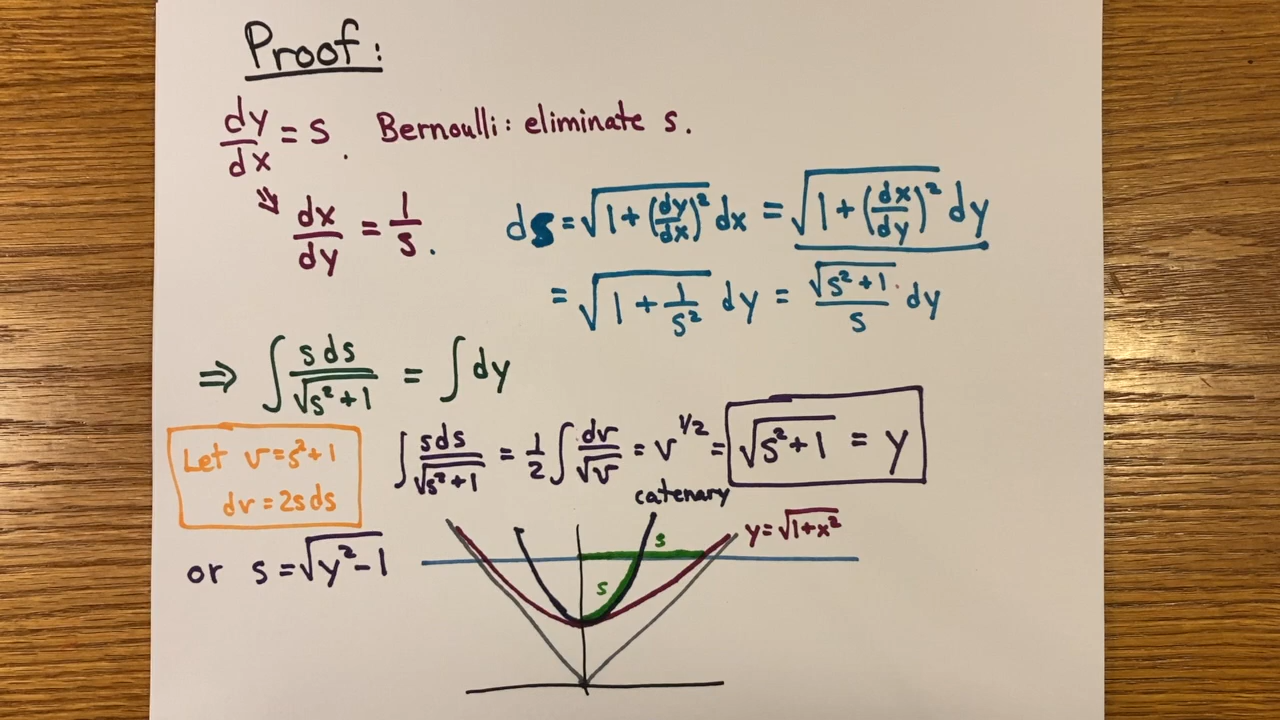 Proof:
dy/dx = s. Bernoulli: eliminate s.
⇒ dx/dy = 1/s.
ds = √(1 + (dy/dx)²) dx = √(1 + (dx/dy)²) dy
= √(1 + 1/s²) dy = √(s²+1)/s dy
⇒ ∫ s ds/√(s²+1) = ∫ dy
Let v = s²+1
dv = 2s ds
∫ s ds/√(s²+1) = 1/2 ∫ dv/√v = v^1/2 = √(s²+1) = y
catenary
y = √(1+x²)
or s = √(y²-1)
s
s